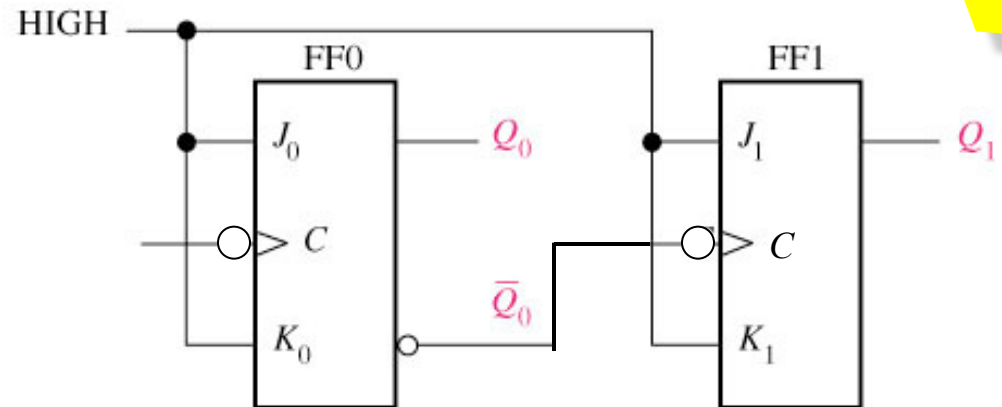 HIGH
FF0 FF1
J₀ Q₀ J₁ Q₁
C C
Q̅₀
K₀ K₁